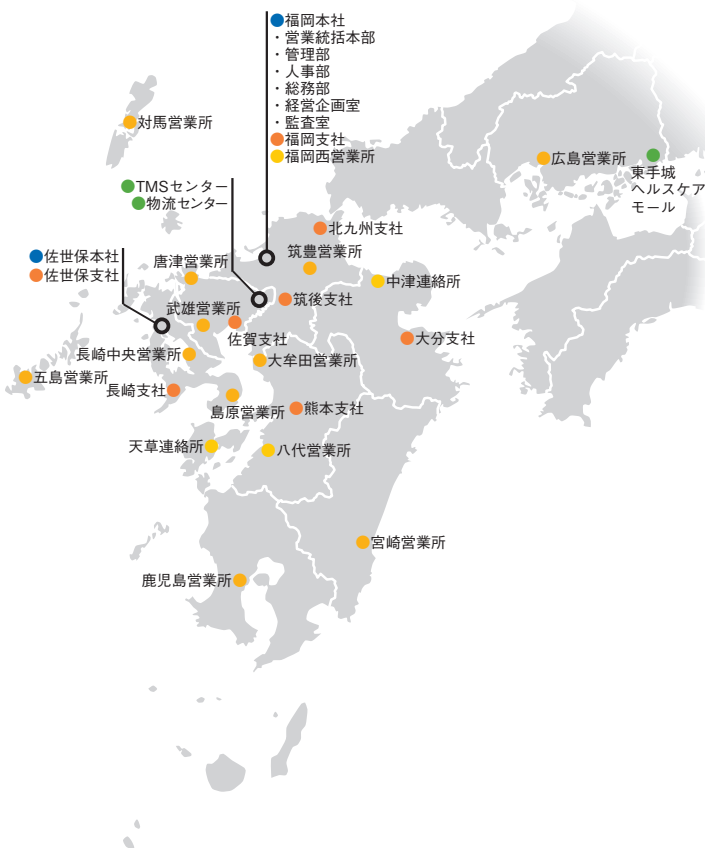 福岡本社
・営業統括本部
・管理部
・人事部
・総務部
・経営企画室
・監査室
福岡支社
福岡西営業所
対馬営業所
広島営業所
東手城
ヘルスケア
モール
TMSセンター
物流センター
北九州支社
佐世保本社
佐世保支社
唐津営業所
筑豊営業所
中津連絡所
武雄営業所
筑後支社
佐賀支社
大分支社
長崎中央営業所
大牟田営業所
五島営業所
長崎支社
島原営業所
熊本支社
天草連絡所
八代営業所
宮崎営業所
鹿児島営業所